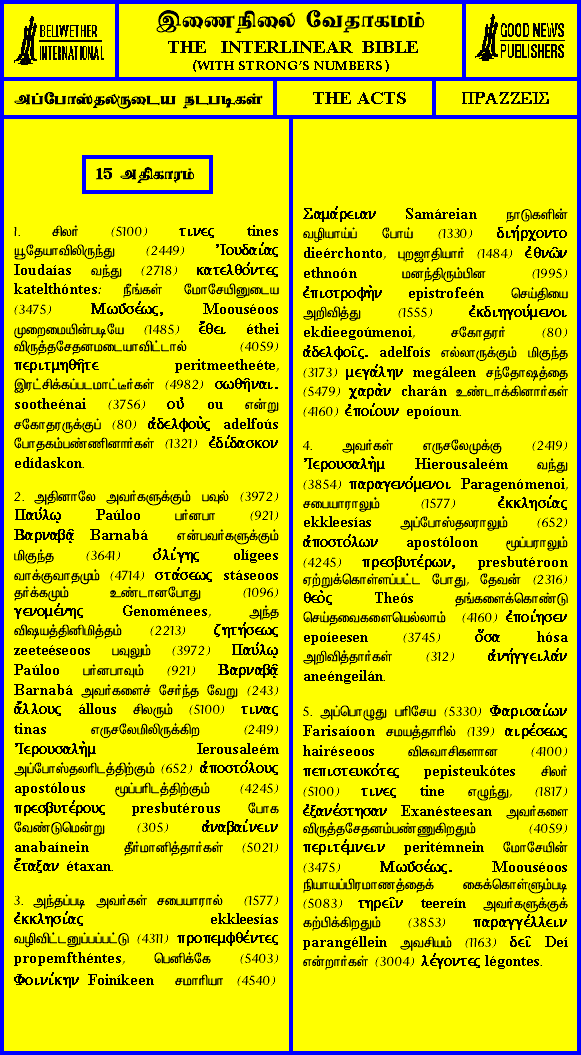 BELLWETHER
INTERNATIONAL
இணைநிலை வேதாகமம்
THE INTERLINEAR BIBLE
(WITH STRONG'S NUMBERS)
GOOD NEWS
PUBLISHERS
அப்போஸ்தலருடைய நடபடிகள்
THE ACTS
ΠΡΑΖΖΕΙΣ
15 அதிகாரம்
1. சிலர் (5100) τινες tines
யூதேயாவிலிருந்து (2449) Ἰουδαίας
Ioudaías வந்து (2718) κατελθόντες
katelthóntes: நீங்கள் மோசேயினுடைய
(3475) Μωϋσέως, Moouséoos
முறைமையின்படியே (1485) ἔθει éthei
விருத்தசேதனமடையாவிட்டால் (4059)
περιτμηθῆτε peritmeetheéte,
இரட்சிக்கப்படமாட்டீர்கள் (4982) σωθῆναι.
sootheénai (3756) οὐ ou என்று
சகோதரருக்குப் (80) ἀδελφοὺς adelfoús
போதகம்பண்ணினார்கள் (1321) ἐδίδασκον
edídaskon.
2. அதினாலே அவர்களுக்கும் பவுல் (3972)
Παύλῳ Paúloo பர்னபா (921)
Βαρναβᾷ Barnabá என்பவர்களுக்கும்
மிகுந்த (3641) ὀλίγης olígees
வாக்குவாதமும் (4714) στάσεως stáseoos
தர்க்கமும் உண்டானபோது (1096)
γενομένης Genoménees, அந்த
விஷயத்தினிமித்தம் (2213) ζητήσεως
zeeteéseoos பவுலும் (3972) Παύλῳ
Paúloo பர்னபாவும் (921) Βαρναβᾷ
Barnabá அவர்களைச் சேர்ந்த வேறு (243)
ἄλλους állous சிலரும் (5100) τινας
tinas எருசலேமிலிருக்கிற (2419)
Ἰερουσαλὴμ Ierousaleém
அப்போஸ்தலரிடத்திற்கும் (652) ἀποστόλους
apostólous மூப்பரிடத்திற்கும் (4245)
πρεσβυτέρους presbutérous போக
வேண்டுமென்று (305) ἀναβαίνειν
anabaínein தீர்மானித்தார்கள் (5021)
ἔταξαν étaxan.
3. அந்தப்படி அவர்கள் சபையாரால் (1577)
ἐκκλησίας ekkleesías
வழிவிட்டனுப்பப்பட்டு (4311) προπεμφθέντες
propemfthéntes, பெனிக்கே (5403)
Φοινίκην Foiníkeen சமாரியா (4540)
Σαμάρειαν Samáreian நாடுகளின்
வழியாய்ப் போய் (1330) διήρχοντο
dieérchonto, புறஜாதியார் (1484) ἐθνῶν
ethnoón மனந்திரும்பின (1995)
ἐπιστροφὴν epistrofeén செய்தியை
அறிவித்து (1555) ἐκδιηγούμενοι
ekdieegoúmenoi, சகோதரர் (80)
ἀδελφοῖς. adelfoís எல்லாருக்கும் மிகுந்த
(3173) μεγάλην megáleen சந்தோஷத்தை
(5479) χαρὰν charán உண்டாக்கினார்கள்
(4160) ἐποίουν epoíoun.
4. அவர்கள் எருசலேமுக்கு (2419)
Ἰερουσαλὴμ Hierousaleém வந்து
(3854) παραγενόμενοι Paragenómenoi,
சபையாராலும் (1577) ἐκκλησίας
ekkleesías அப்போஸ்தலராலும் (652)
ἀποστόλων apostóloon மூப்பராலும்
(4245) πρεσβυτέρων, presbutéroon
ஏற்றுக்கொள்ளப்பட்ட போது, தேவன் (2316)
θεὸς Theós தங்களைக்கொண்டு
செய்தவைகளையெல்லாம் (4160) ἐποίησεν
epoíeesen (3745) ὅσα hósa
அறிவித்தார்கள் (312) ἀνήγγειλάν
aneéngeilán.
5. அப்பொழுது பரிசேய (5330) Φαρισαίων
Farisaíoon சமயத்தாரில் (139) αιρέσεως
hairéseoos விசுவாசிகளான (4100)
πεπιστευκότες pepisteukótes சிலர்
(5100) τινες tine எழுந்து, (1817)
ἐξανέστησαν Exanésteesan அவர்களை
விருத்தசேதனம்பண்ணுகிறதும் (4059)
περιτέμνειν peritémnein மோசேயின்
(3475) Μωϋσέως. Moouséoos
நியாயப்பிரமாணத்தைக் கைக்கொள்ளும்படி
(5083) τηρεῖν teereín அவர்களுக்குக்
கற்பிக்கிறதும் (3853) παραγγέλλειν
parangéllein அவசியம் (1163) δεῖ Deí
என்றார்கள் (3004) λέγοντες légontes.